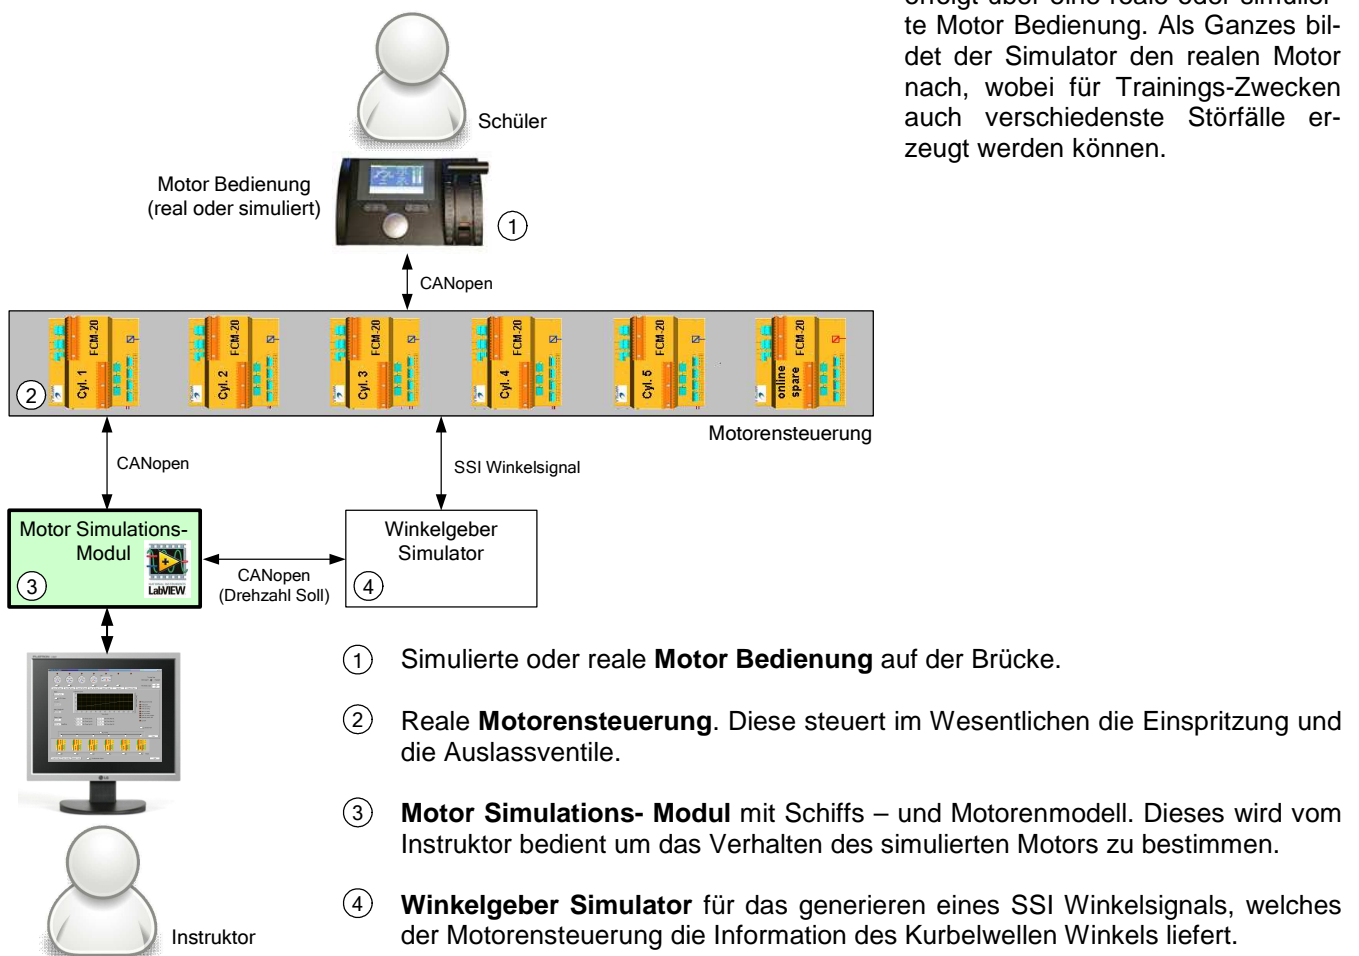 erfolgt über eine reale oder simulier-
te Motor Bedienung. Als Ganzes bil-
det der Simulator den realen Motor
nach, wobei für Trainings-Zwecken
auch verschiedenste Störfälle er-
zeugt werden können.
Schüler
Motor Bedienung
(real oder simuliert)
1
CANopen
Cyl. 1 FCM-20
Cyl. 2 FCM-20
Cyl. 3 FCM-20
Cyl. 4 FCM-20
Cyl. 5 FCM-20
online spare FCM-20
2
Motorensteuerung
CANopen
SSI Winkelsignal
Motor Simulations-
Modul
LabVIEW
3
CANopen
(Drehzahl Soll)
Winkelgeber
Simulator
4
1 Simulierte oder reale Motor Bedienung auf der Brücke.
2 Reale Motorensteuerung. Diese steuert im Wesentlichen die Einspritzung und
die Auslassventile.
3 Motor Simulations- Modul mit Schiffs – und Motorenmodell. Dieses wird vom
Instruktor bedient um das Verhalten des simulierten Motors zu bestimmen.
4 Winkelgeber Simulator für das generieren eines SSI Winkelsignals, welches
der Motorensteuerung die Information des Kurbelwellen Winkels liefert.
LG
Instruktor